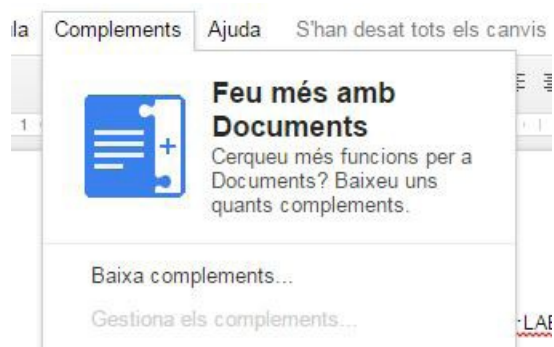 Complements Ajuda S'han desat tots els canvis
1
Feu més amb
Documents
Cerqueu més funcions per a
Documents? Baixeu uns
quants complements.
Baixa complements...
Gestiona els complements...